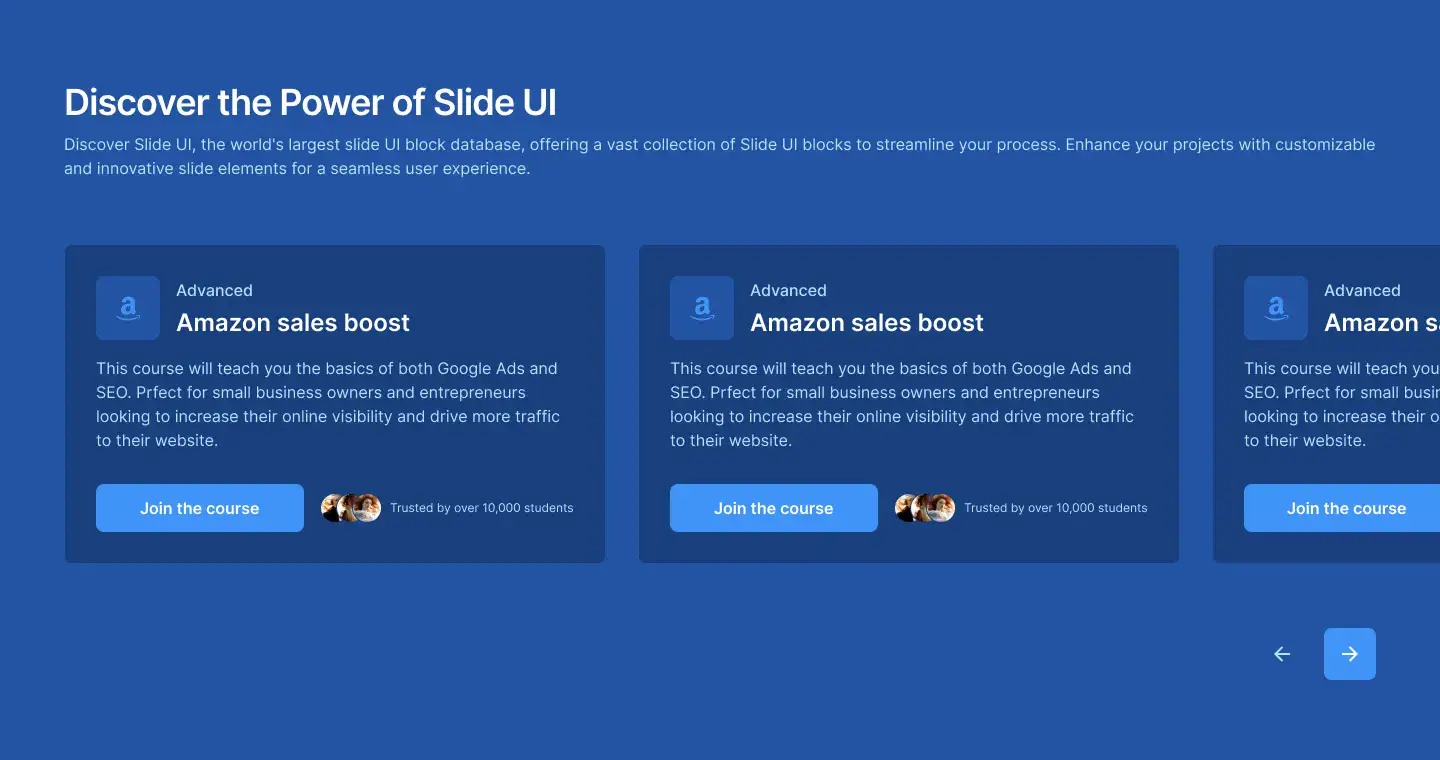 Discover the Power of Slide UI
Discover Slide UI, the world's largest slide UI block database, offering a vast collection of Slide UI blocks to streamline your process. Enhance your projects with customizable
and innovative slide elements for a seamless user experience.
Advanced
Amazon sales boost
This course will teach you the basics of both Google Ads and
SEO. Prfect for small business owners and entrepreneurs
looking to increase their online visibility and drive more traffic
to their website.
Join the course
Trusted by over 10,000 students
Advanced
Amazon sales boost
This course will teach you the basics of both Google Ads and
SEO. Prfect for small business owners and entrepreneurs
looking to increase their online visibility and drive more traffic
to their website.
Join the course
Trusted by over 10,000 students
Advanced
Amazon
This course will teach you
SEO. Prfect for small
looking to increase their
to their website.
Join the course